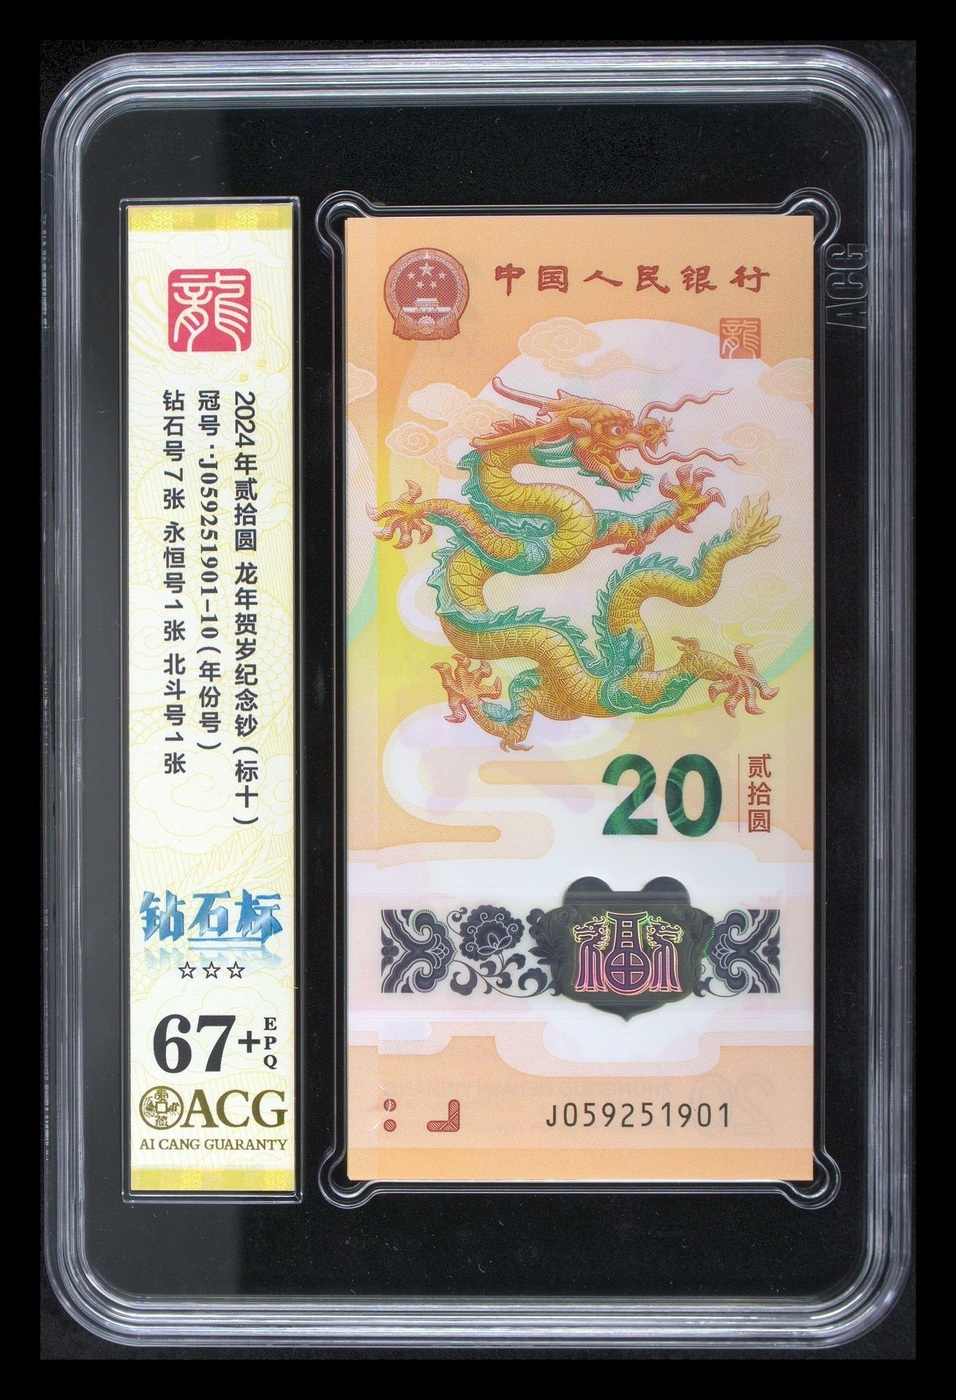 龍
2024年贰拾圆 龙年贺岁纪念钞(标十)
冠号:J059251901-10(年份号)
钻石号7张 永恒号1张 北斗号1张
钻石标
☆☆☆
67+EPQ
ACG
AI CANG GUARANTY
中国人民银行
龍
20
贰拾圆
福
J059251901
ACG